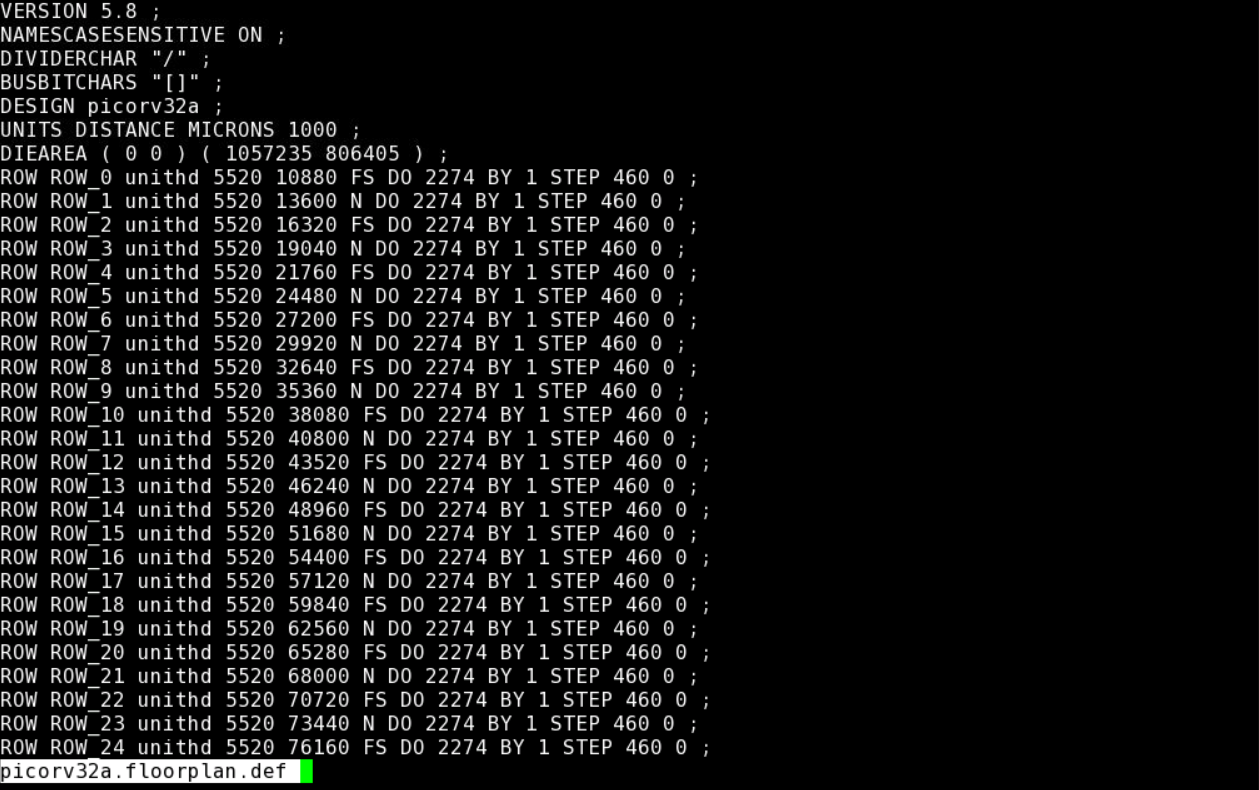 VERSION 5.8 ;
NAMESCASESENSITIVE ON ;
DIVIDERCHAR "/" ;
BUSBITCHARS "[]" ;
DESIGN picorv32a ;
UNITS DISTANCE MICRONS 1000 ;
DIEAREA ( 0 0 ) ( 1057235 806405 ) ;
ROW ROW_0 unithd 5520 10880 FS DO 2274 BY 1 STEP 460 0 ;
ROW ROW_1 unithd 5520 13600 N DO 2274 BY 1 STEP 460 0 ;
ROW ROW_2 unithd 5520 16320 FS DO 2274 BY 1 STEP 460 0 ;
ROW ROW_3 unithd 5520 19040 N DO 2274 BY 1 STEP 460 0 ;
ROW ROW_4 unithd 5520 21760 FS DO 2274 BY 1 STEP 460 0 ;
ROW ROW_5 unithd 5520 24480 N DO 2274 BY 1 STEP 460 0 ;
ROW ROW_6 unithd 5520 27200 FS DO 2274 BY 1 STEP 460 0 ;
ROW ROW_7 unithd 5520 29920 N DO 2274 BY 1 STEP 460 0 ;
ROW ROW_8 unithd 5520 32640 FS DO 2274 BY 1 STEP 460 0 ;
ROW ROW_9 unithd 5520 35360 N DO 2274 BY 1 STEP 460 0 ;
ROW ROW_10 unithd 5520 38080 FS DO 2274 BY 1 STEP 460 0 ;
ROW ROW_11 unithd 5520 40800 N DO 2274 BY 1 STEP 460 0 ;
ROW ROW_12 unithd 5520 43520 FS DO 2274 BY 1 STEP 460 0 ;
ROW ROW_13 unithd 5520 46240 N DO 2274 BY 1 STEP 460 0 ;
ROW ROW_14 unithd 5520 48960 FS DO 2274 BY 1 STEP 460 0 ;
ROW ROW_15 unithd 5520 51680 N DO 2274 BY 1 STEP 460 0 ;
ROW ROW_16 unithd 5520 54400 FS DO 2274 BY 1 STEP 460 0 ;
ROW ROW_17 unithd 5520 57120 N DO 2274 BY 1 STEP 460 0 ;
ROW ROW_18 unithd 5520 59840 FS DO 2274 BY 1 STEP 460 0 ;
ROW ROW_19 unithd 5520 62560 N DO 2274 BY 1 STEP 460 0 ;
ROW ROW_20 unithd 5520 65280 FS DO 2274 BY 1 STEP 460 0 ;
ROW ROW_21 unithd 5520 68000 N DO 2274 BY 1 STEP 460 0 ;
ROW ROW_22 unithd 5520 70720 FS DO 2274 BY 1 STEP 460 0 ;
ROW ROW_23 unithd 5520 73440 N DO 2274 BY 1 STEP 460 0 ;
ROW ROW_24 unithd 5520 76160 FS DO 2274 BY 1 STEP 460 0 ;
picorv32a.floorplan.def